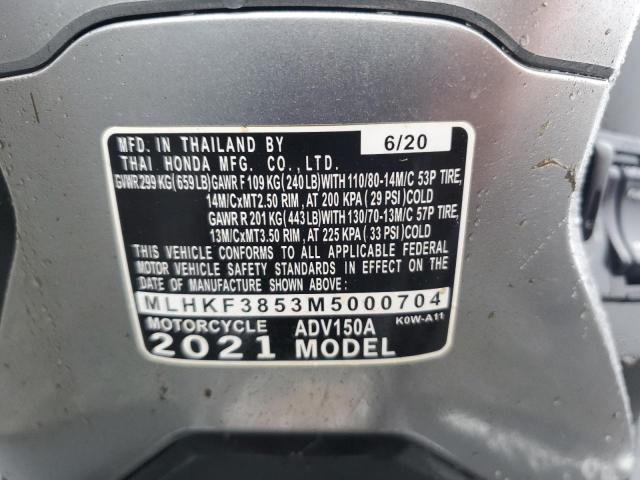 MFD. IN THAILAND BY 6/20
THAI HONDA MFG. CO., LTD.
GVWR 299 KG(659 LB)GAWR F 109 KG(240 LB)WITH 110/80-14M/C 53P TIRE,
14M/CxMT2.50 RIM, AT 200 KPA (29 PSI)COLD
GAWR R 201 KG(443 LB)WITH 130/70-13M/C 57P TIRE,
13M/CxMT3.50 RIM, AT 225 KPA (33 PSI)COLD
THIS VEHICLE CONFORMS TO ALL APPLICABLE FEDERAL
MOTOR VEHICLE SAFETY STANDARDS IN EFFECT ON THE
DATE OF MANUFACTURE SHOWN ABOVE:
MLHKF3853M5000704
MOTORCYCLE ADV150A K0W-A11
2021 MODEL